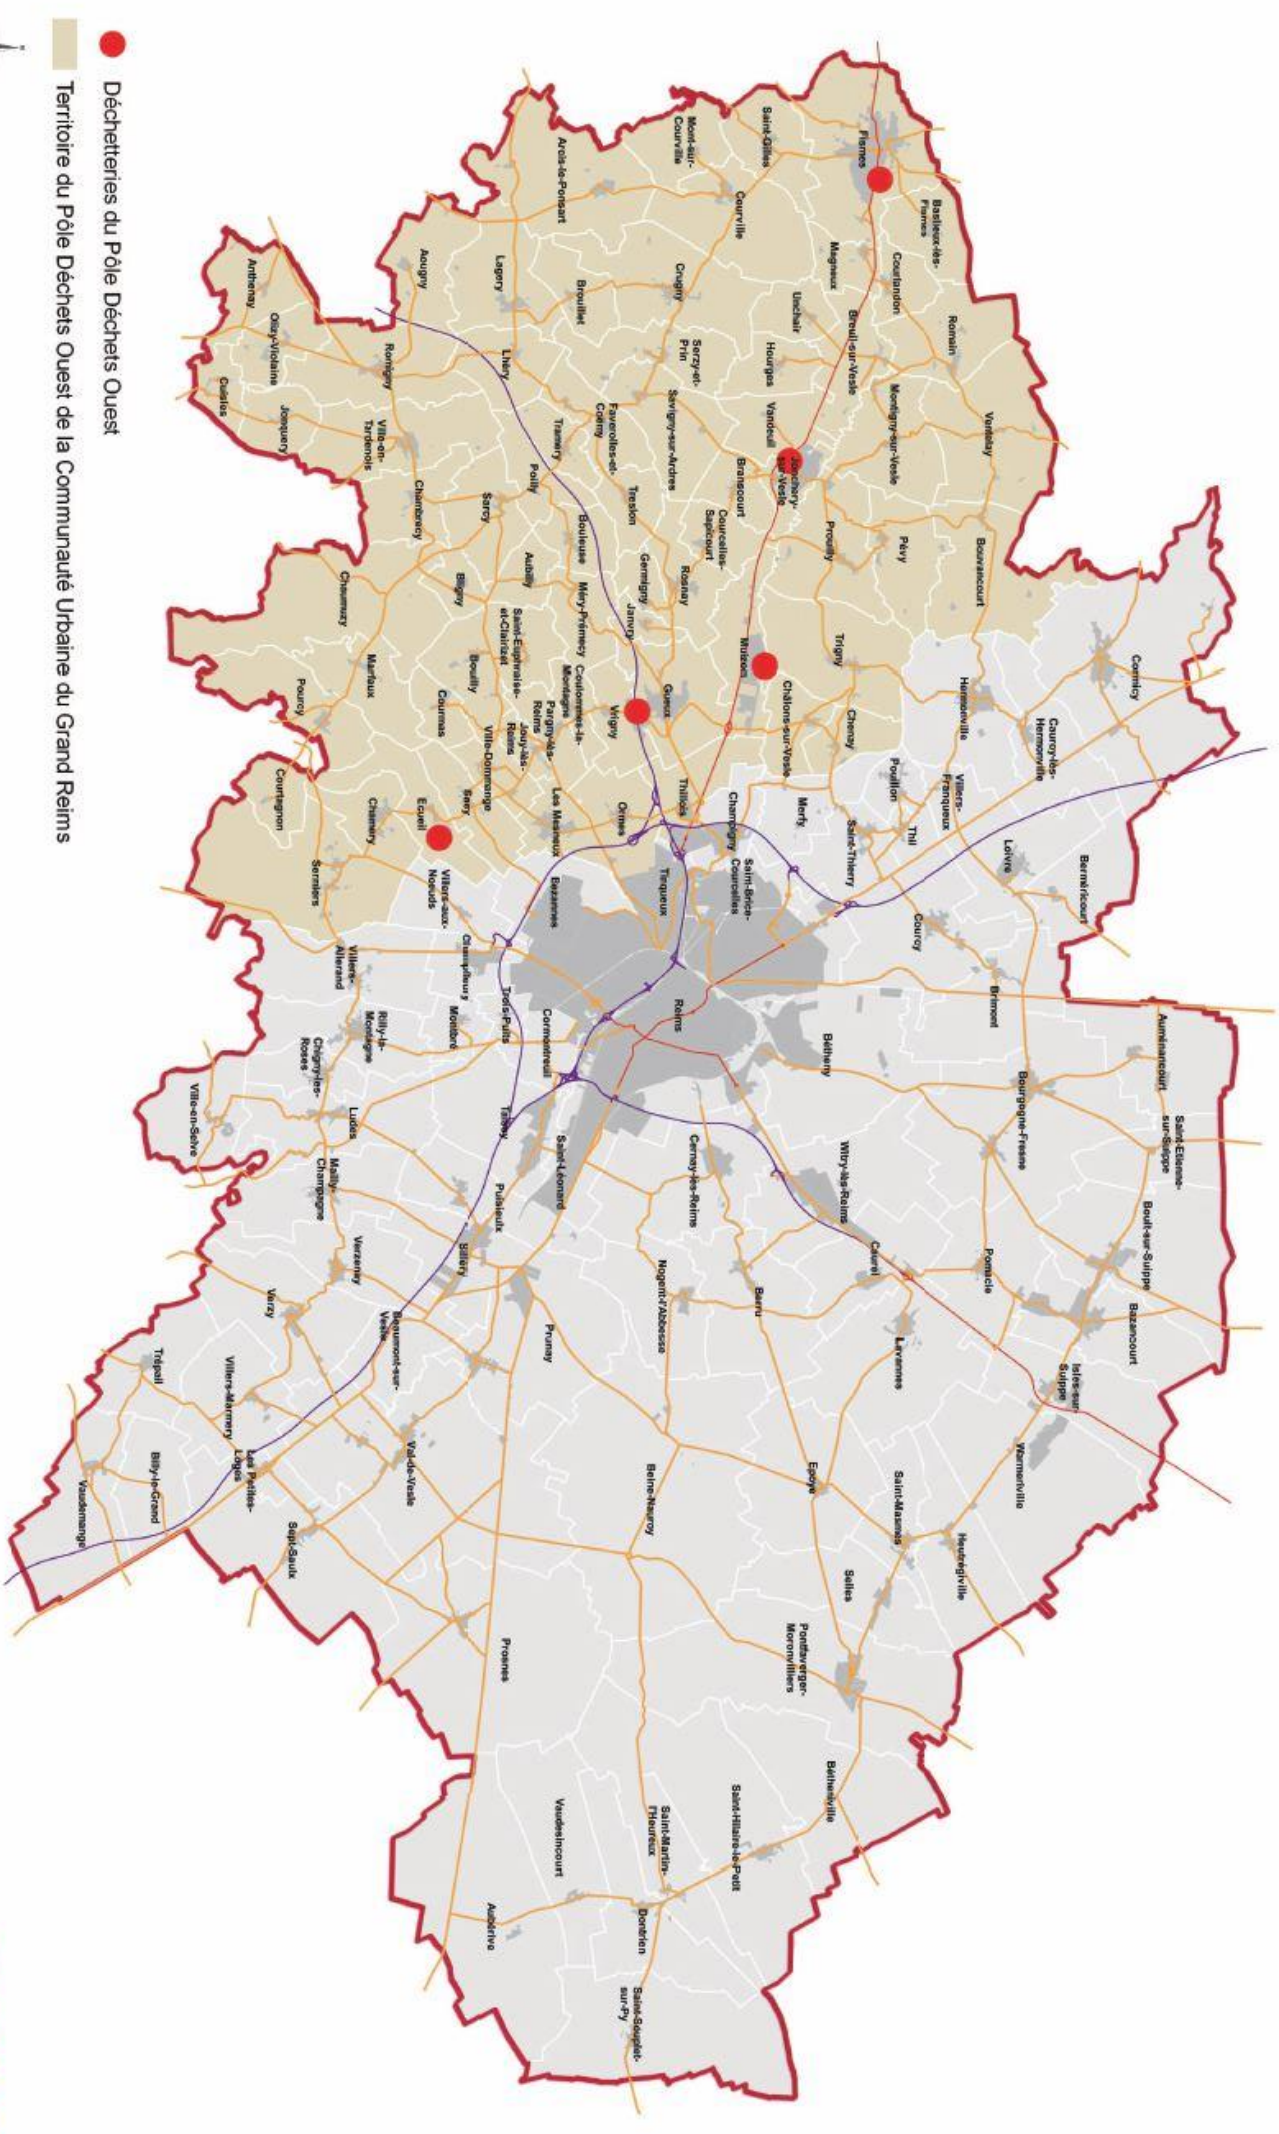 Saint-Etienne-
sur-Suippe
Auménancourt
Boult-sur-Suippe
Cormicy
Bazancourt
Berméricourt
Isles-sur-
Suippe
Cauroy-lès-
Hermonville
Warmeriville
Bourgogne-Fresne
Loivre
Brimont
Ventelay
Bouvancourt
Pomacle
Hermonville
Heutrégiville
Villers-
Franqueux
Romain
Baslieux-lès-
Fismes
Courcy
Thil
Pévy
Courlandon
Montigny-sur-Vesle
Pouillon
Lavannes
Saint-Masmes
Caurel
Fismes
Breuil-sur-Vesle
Chenay
Saint-Thierry
Witry-lès-Reims
Selles
Magneux
Prouilly
Trigny
Bétheny
Bétheniville
Epoye
Merfy
Pontfaverger-
Moronvilliers
Unchair
Jonchery-
sur-Vesle
Châlons-sur-Vesle
Saint-Gilles
Hourges
Vandeuil
Berru
Courville
Branscourt
Muizon
Saint-Brice-
Courcelles
Champigny
Saint-Hilaire-le-Petit
Courcelles-
Sapicourt
Mont-sur-
Courville
Serzy-et-
Prin
Cernay-lès-Reims
Crugny
Savigny-sur-Ardres
Rosnay
Gueux
Thillois
Tinqueux
Reims
Nogent-l'Abbesse
Saint-Martin-
l'Heureux
Beine-Nauroy
Germigny
Dontrien
Treslon
Janvry
Saint-Souplet-
sur-Py
Faverolles-et-
Coëmy
Vrigny
Ormes
Brouillet
Bouleuse
Méry-Prémecy
Coulommes-la-
Montagne
Arcis-le-Ponsart
Tramery
Les Mesneux
Bezannes
Saint-Léonard
Vaudesincourt
Pargny-lès-
Reims
Cormontreuil
Prunay
Poilly
Aubilly
Jouy-lès-
Reims
Lagery
Lhéry
Saint-Euphraise-
et-Clairizet
Trois-Puits
Taissy
Puisieulx
Prosnes
Sarcy
Ville-Dommange
Aubérive
Bligny
Bouilly
Sacy
Champfleury
Sillery
Courmas
Montbré
Villers-aux-
Noeuds
Aougny
Chambrecy
Ecueil
Val-de-Vesle
Romigny
Ville-en-
Tardenois
Marfaux
Chamery
Rilly-la-
Montagne
Beaumont-sur-
Vesle
Chaumuzy
Villers-
Allerand
Ludes
Verzenay
Mailly-
Champagne
Sermiers
Chigny-les-
Roses
Pourcy
Sept-Saulx
Olizy-Violaine
Jonquery
Courtagnon
Verzy
Anthenay
Les Petites-
Loges
Cuisles
Villers-Marmery
Ville-en-Selve
Trépail
Billy-le-Grand
Vaudemange
Déchetteries du Pôle Déchets Ouest
Territoire du Pôle Déchets Ouest de la Communauté Urbaine du Grand Reims